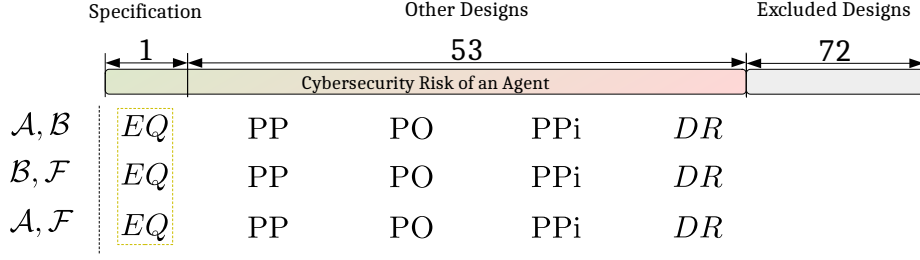 Specification Other Designs Excluded Designs
1 53 72
Cybersecurity Risk of an Agent
𝒜, ℬ EQ PP PO PPi DR
ℬ, ℱ EQ PP PO PPi DR
𝒜, ℱ EQ PP PO PPi DR